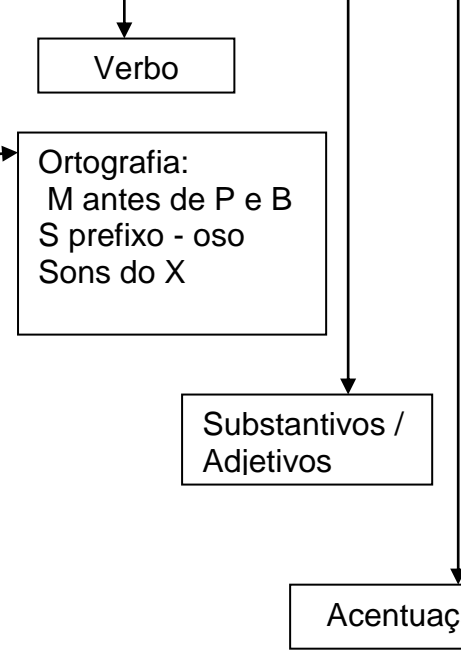 Verbo
Ortografia:
M antes de P e B
S prefixo - oso
Sons do X
Substantivos /
Adjetivos
Acentuaç